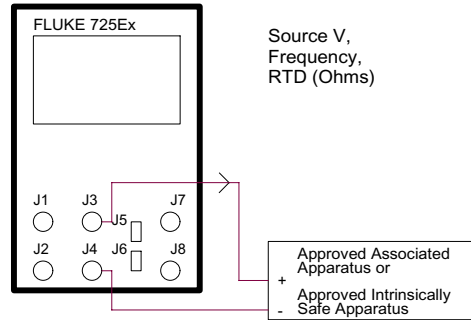 FLUKE 725Ex
Source V,
Frequency,
RTD (Ohms)
J1 J3 J5 J7
J2 J4 J6 J8
Approved Associated
Apparatus or
+
Approved Intrinsically
- Safe Apparatus